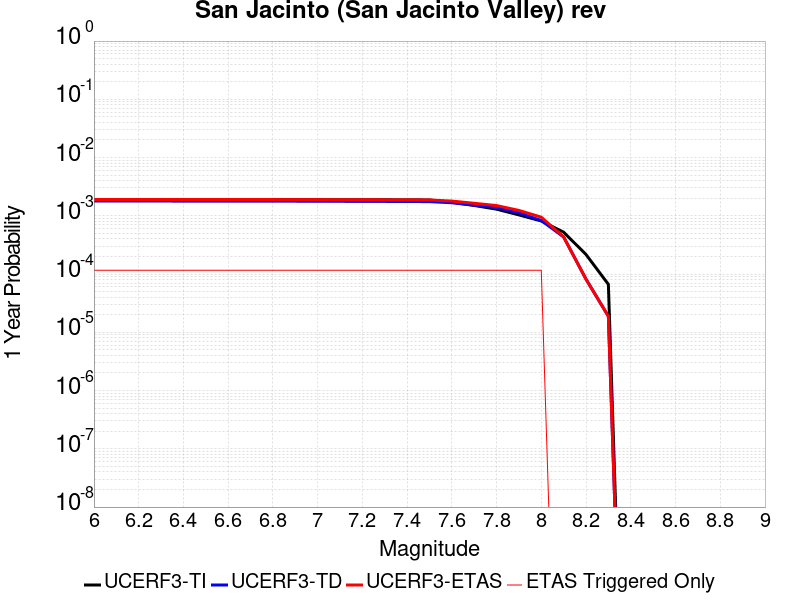 San Jacinto (San Jacinto Valley) rev
1 Year Probability
10^0
10^-1
10^-2
10^-3
10^-4
10^-5
10^-6
10^-7
10^-8
6 6.2 6.4 6.6 6.8 7 7.2 7.4 7.6 7.8 8 8.2 8.4 8.6 8.8 9
Magnitude
UCERF3-TI UCERF3-TD UCERF3-ETAS ETAS Triggered Only